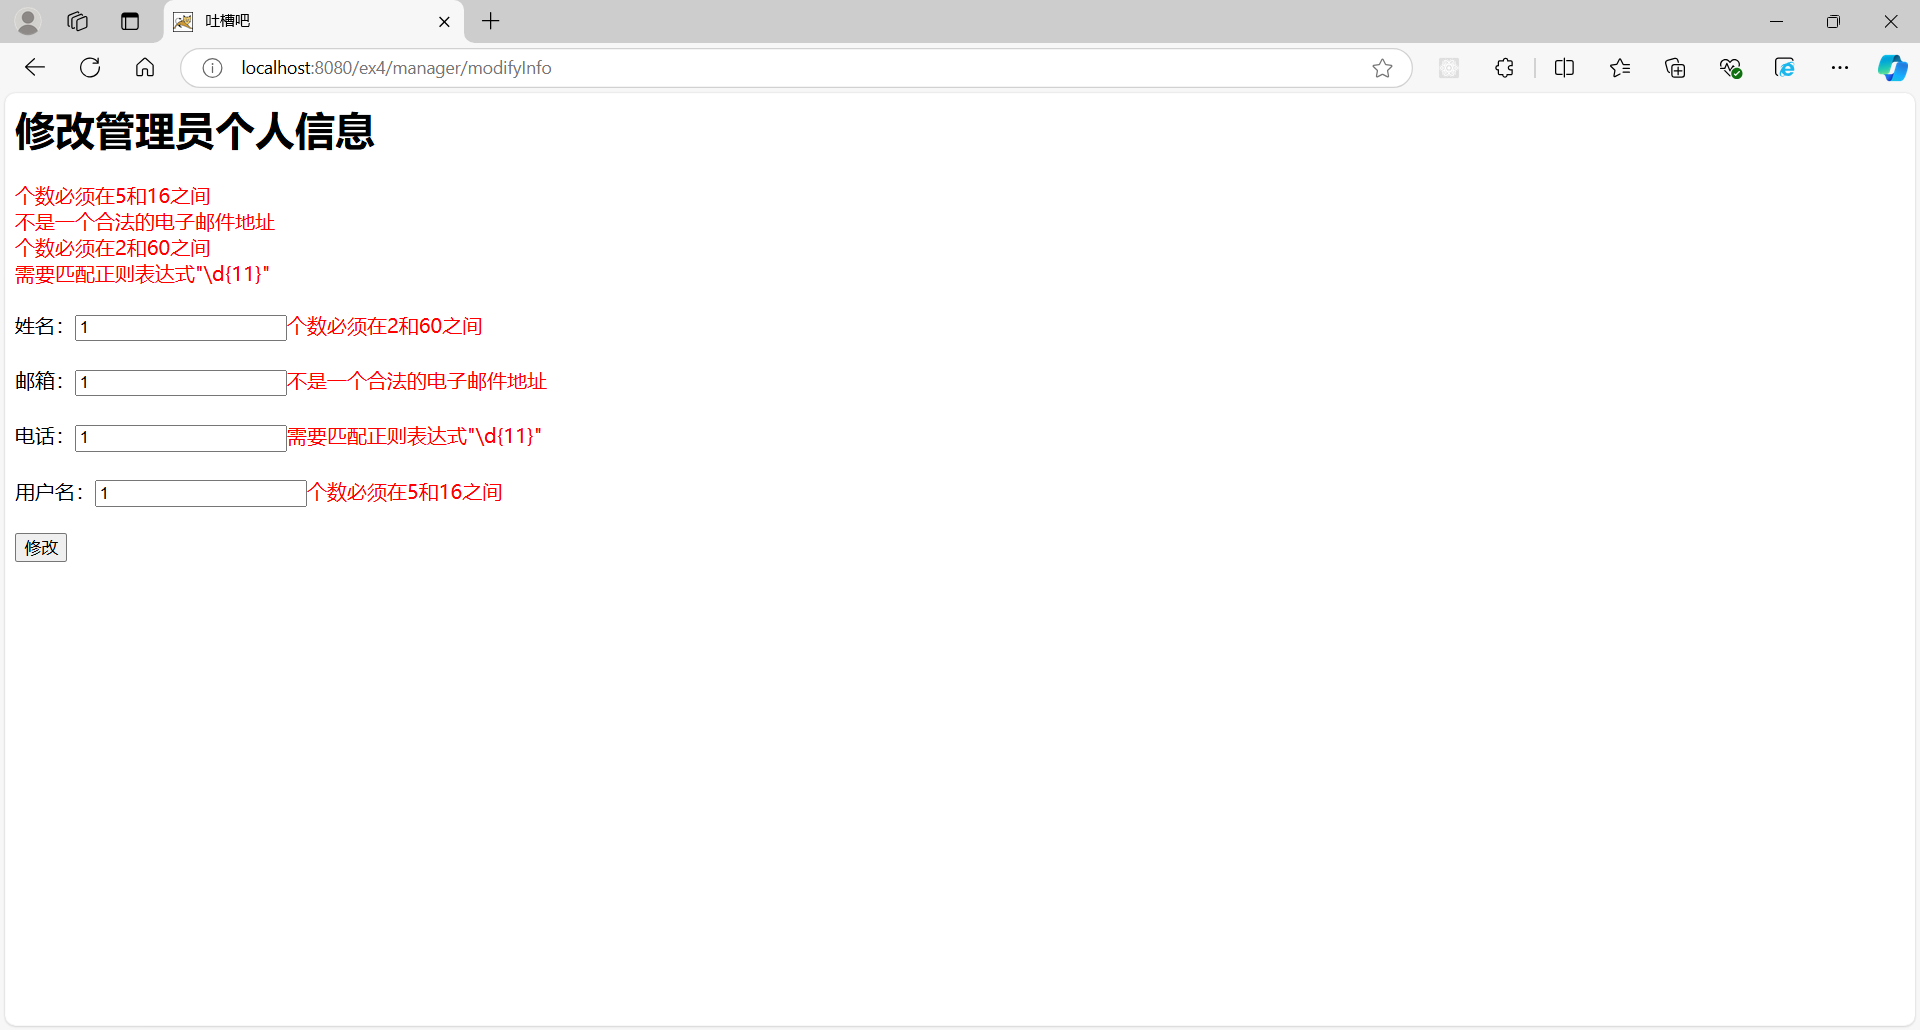 吐槽吧
localhost:8080/ex4/manager/modifyInfo
修改管理员个人信息
个数必须在5和16之间
不是一个合法的电子邮件地址
个数必须在2和60之间
需要匹配正则表达式"\d{11}"
姓名：1个数必须在2和60之间
邮箱：1不是一个合法的电子邮件地址
电话：1需要匹配正则表达式"\d{11}"
用户名：1个数必须在5和16之间
修改